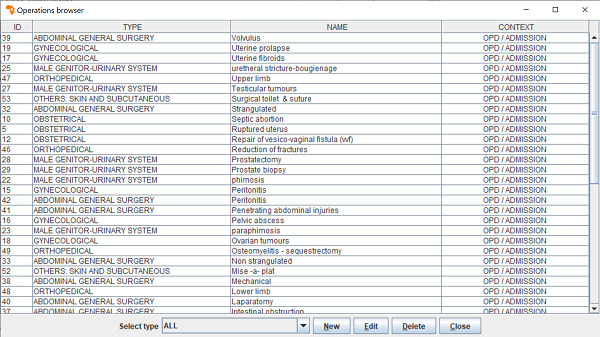 Operations browser
ID TYPE NAME CONTEXT
39 ABDOMINAL GENERAL SURGERY Volvulus OPD / ADMISSION
19 GYNECOLOGICAL Uterine prolapse OPD / ADMISSION
17 GYNECOLOGICAL Uterine fibroids OPD / ADMISSION
25 MALE GENITOR-URINARY SYSTEM uretheral stricture-bougienage OPD / ADMISSION
47 ORTHOPEDICAL Upper limb OPD / ADMISSION
27 MALE GENITOR-URINARY SYSTEM Testicular tumours OPD / ADMISSION
53 OTHERS: SKIN AND SUBCUTANEOUS Surgical toilet & suture OPD / ADMISSION
32 ABDOMINAL GENERAL SURGERY Strangulated OPD / ADMISSION
10 OBSTETRICAL Septic abortion OPD / ADMISSION
5 OBSTETRICAL Ruptured uterus OPD / ADMISSION
12 OBSTETRICAL Repair of vesico-vaginal fistula (vvf) OPD / ADMISSION
46 ORTHOPEDICAL Reduction of fractures OPD / ADMISSION
28 MALE GENITOR-URINARY SYSTEM Prostatectomy OPD / ADMISSION
29 MALE GENITOR-URINARY SYSTEM Prostate biopsy OPD / ADMISSION
22 MALE GENITOR-URINARY SYSTEM phimosis OPD / ADMISSION
15 GYNECOLOGICAL Peritonitis OPD / ADMISSION
42 ABDOMINAL GENERAL SURGERY Peritonitis OPD / ADMISSION
41 ABDOMINAL GENERAL SURGERY Penetrating abdominal injuries OPD / ADMISSION
16 GYNECOLOGICAL Pelvic abscess OPD / ADMISSION
23 MALE GENITOR-URINARY SYSTEM paraphimosis OPD / ADMISSION
18 GYNECOLOGICAL Ovarian tumours OPD / ADMISSION
49 ORTHOPEDICAL Osteomyelitis - sequestrectomy OPD / ADMISSION
33 ABDOMINAL GENERAL SURGERY Non strangulated OPD / ADMISSION
52 OTHERS: SKIN AND SUBCUTANEOUS Mise -a- plat OPD / ADMISSION
38 ABDOMINAL GENERAL SURGERY Mechanical OPD / ADMISSION
48 ORTHOPEDICAL Lower limb OPD / ADMISSION
40 ABDOMINAL GENERAL SURGERY Laparatomy OPD / ADMISSION
37 ABDOMINAL GENERAL SURGERY Intestinal obstruction OPD / ADMISSION
Select type ALL New Edit Delete Close